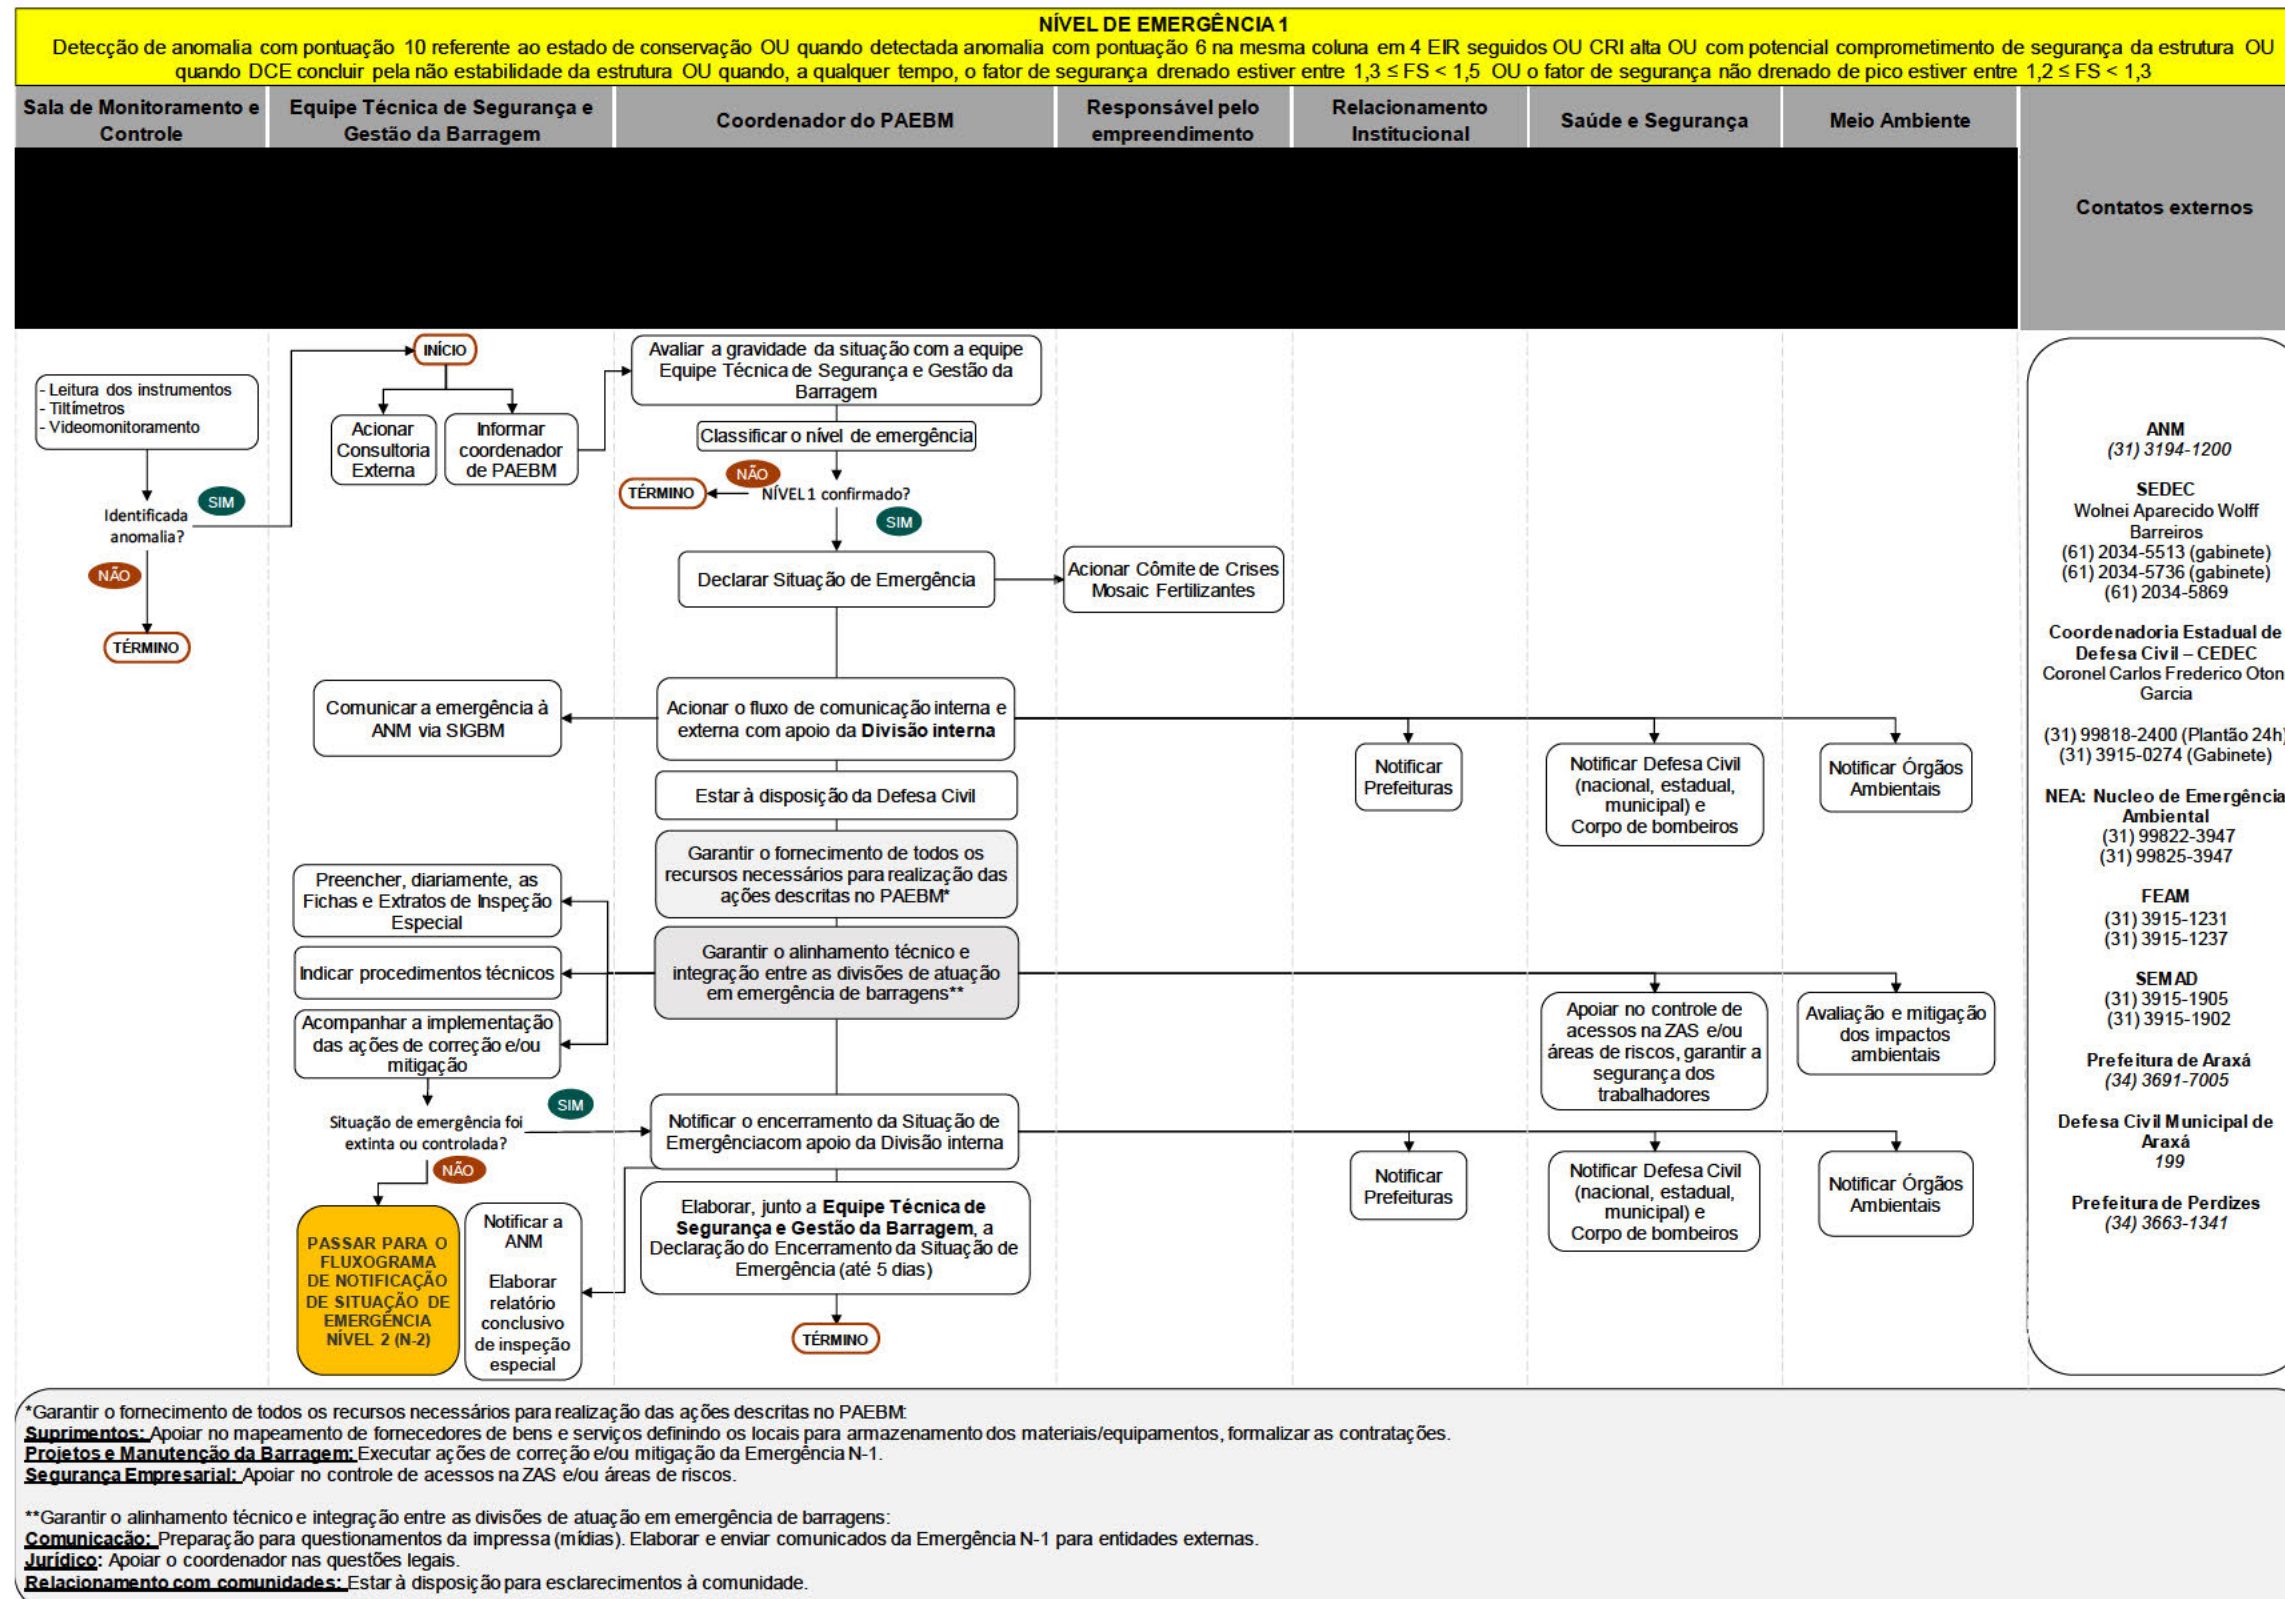 NÍVEL DE EMERGÊNCIA 1
Detecção de anomalia com pontuação 10 referente ao estado de conservação OU quando detectada anomalia com pontuação 6 na mesma coluna em 4 EIR seguidos OU CRI alta OU com potencial comprometimento de segurança da estrutura OU
quando DCE concluir pela não estabilidade da estrutura OU quando, a qualquer tempo, o fator de segurança drenado estiver entre 1,3 ≤ FS < 1,5 OU o fator de segurança não drenado de pico estiver entre 1,2 ≤ FS < 1,3
Sala de Monitoramento e
Controle
Equipe Técnica de Segurança e
Gestão da Barragem
Coordenador do PAEBM
Responsável pelo
empreendimento
Relacionamento
Institucional
Saúde e Segurança
Meio Ambiente
Contatos externos
- Leitura dos instrumentos
- Tiltímetros
- Videomonitoramento
Identificada
anomalia?
SIM
NÃO
TÉRMINO
INÍCIO
Acionar
Consultoria
Externa
Informar
coordenador
de PAEBM
Avaliar a gravidade da situação com a equipe
Equipe Técnica de Segurança e Gestão da
Barragem
Classificar o nível de emergência
NÃO
TÉRMINO
NÍVEL 1 confirmado?
SIM
Declarar Situação de Emergência
Acionar Cômite de Crises
Mosaic Fertilizantes
Comunicar a emergência à
ANM via SIGBM
Acionar o fluxo de comunicação interna e
externa com apoio da Divisão interna
Notificar
Prefeituras
Notificar Defesa Civil
(nacional, estadual,
municipal) e
Corpo de bombeiros
Notificar Órgãos
Ambientais
Estar à disposição da Defesa Civil
Garantir o fornecimento de todos os
recursos necessários para realização das
ações descritas no PAEBM*
Preencher, diariamente, as
Fichas e Extratos de Inspeção
Especial
Indicar procedimentos técnicos
Acompanhar a implementação
das ações de correção e/ou
mitigação
Garantir o alinhamento técnico e
integração entre as divisões de atuação
em emergência de barragens**
Apoiar no controle de
acessos na ZAS e/ou
áreas de riscos, garantir a
segurança dos
trabalhadores
Avaliação e mitigação
dos impactos
ambientais
Situação de emergência foi
extinta ou controlada?
SIM
NÃO
Notificar o encerramento da Situação de
Emergênciacom apoio da Divisão interna
Notificar
Prefeituras
Notificar Defesa Civil
(nacional, estadual,
municipal) e
Corpo de bombeiros
Notificar Órgãos
Ambientais
PASSAR PARA O
FLUXOGRAMA
DE NOTIFICAÇÃO
DE SITUAÇÃO DE
EMERGÊNCIA
NÍVEL 2 (N-2)
Notificar a
ANM
Elaborar
relatório
conclusivo
de inspeção
especial
Elaborar, junto a Equipe Técnica de
Segurança e Gestão da Barragem, a
Declaração do Encerramento da Situação de
Emergência (até 5 dias)
TÉRMINO
ANM
(31) 3194-1200
SEDEC
Wolnei Aparecido Wolff
Barreiros
(61) 2034-5513 (gabinete)
(61) 2034-5736 (gabinete)
(61) 2034-5869
Coordenadoria Estadual de
Defesa Civil – CEDEC
Coronel Carlos Frederico Oton
Garcia
(31) 99818-2400 (Plantão 24h)
(31) 3915-0274 (Gabinete)
NEA: Nucleo de Emergência
Ambiental
(31) 99822-3947
(31) 99825-3947
FEAM
(31) 3915-1231
(31) 3915-1237
SEMAD
(31) 3915-1905
(31) 3915-1902
Prefeitura de Araxá
(34) 3691-7005
Defesa Civil Municipal de
Araxá
199
Prefeitura de Perdizes
(34) 3663-1341
*Garantir o fornecimento de todos os recursos necessários para realização das ações descritas no PAEBM:
Suprimentos: Apoiar no mapeamento de fornecedores de bens e serviços definindo os locais para armazenamento dos materiais/equipamentos, formalizar as contratações.
Projetos e Manutenção da Barragem: Executar ações de correção e/ou mitigação da Emergência N-1.
Segurança Empresarial: Apoiar no controle de acessos na ZAS e/ou áreas de riscos.
**Garantir o alinhamento técnico e integração entre as divisões de atuação em emergência de barragens:
Comunicação: Preparação para questionamentos da impressa (mídias). Elaborar e enviar comunicados da Emergência N-1 para entidades externas.
Jurídico: Apoiar o coordenador nas questões legais.
Relacionamento com comunidades: Estar à disposição para esclarecimentos à comunidade.